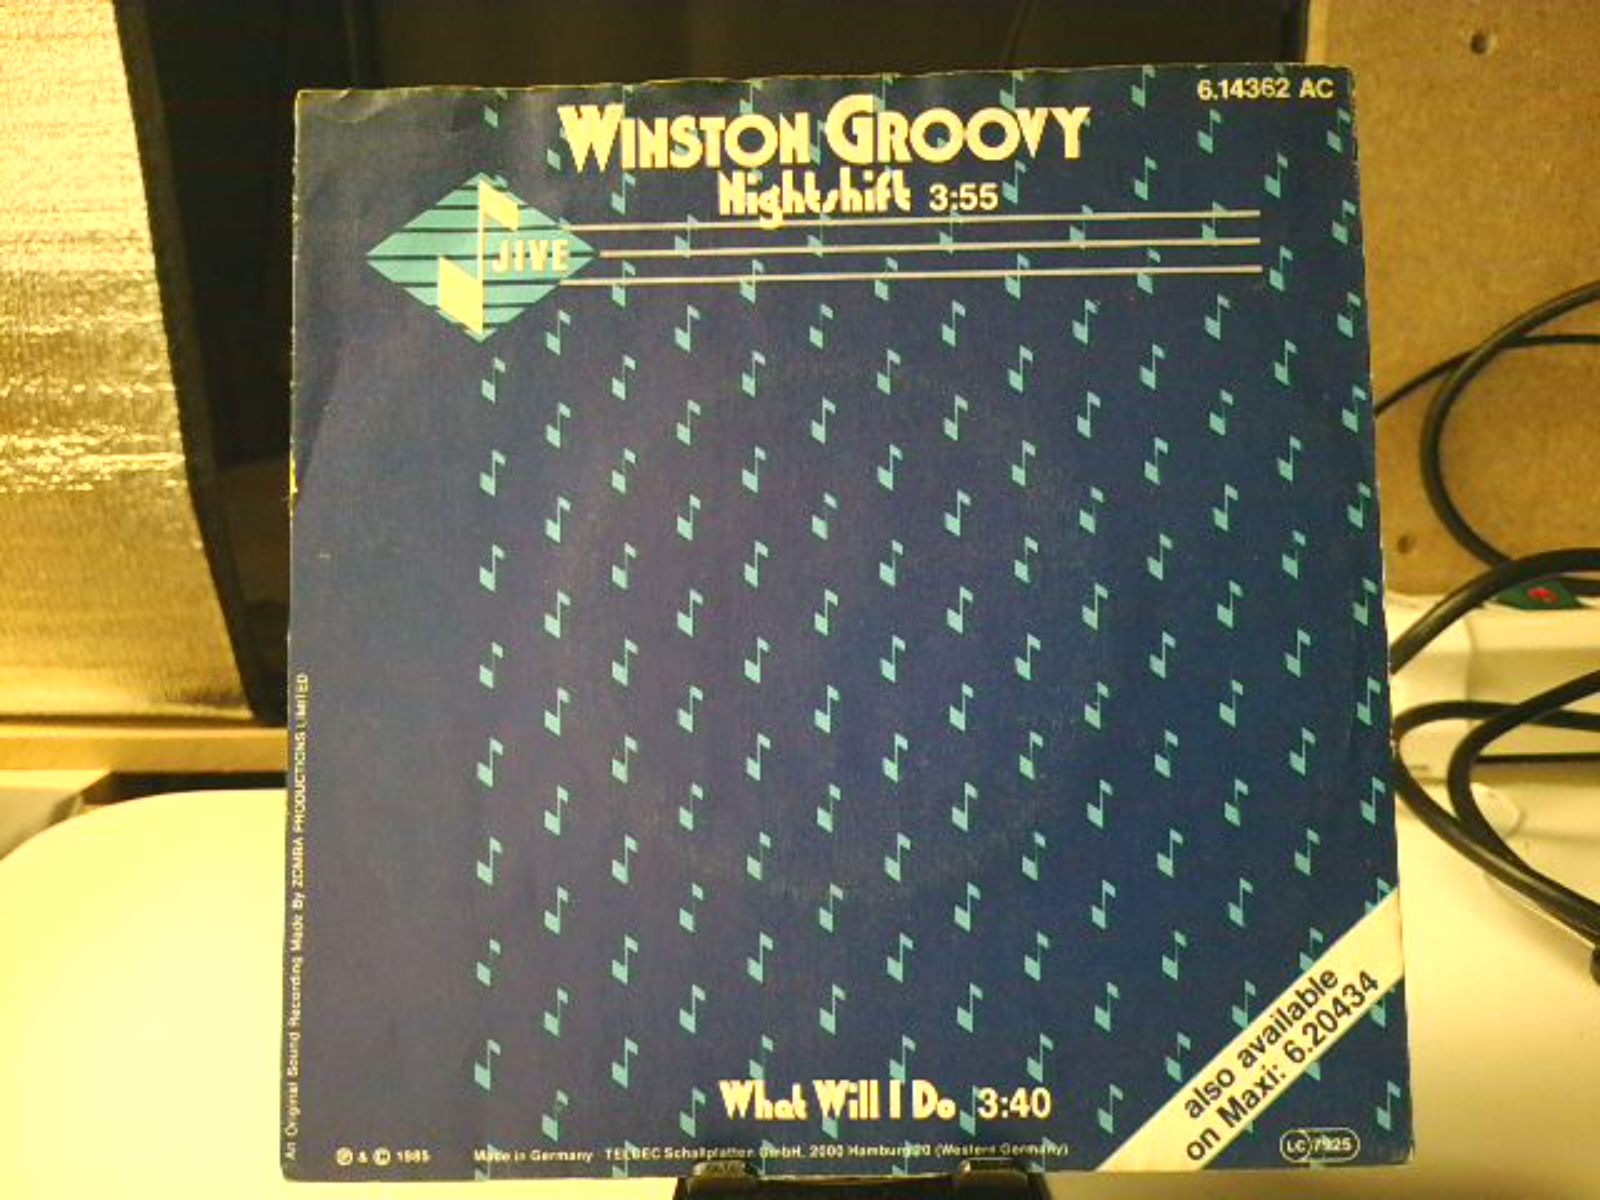 6.14362 AC
WINSTON GROOVY
Nightshift 3:55
JIVE
An Original Sound Recording Made By ZOMBA PRODUCTIONS LIMITED
also available
on Maxi: 6.20434
What Will I Do 3:40
℗ & © 1985 Made in Germany TELDEC Schallplatten GmbH. 2000 Hamburg 20 (Western Germany)
LC 7925